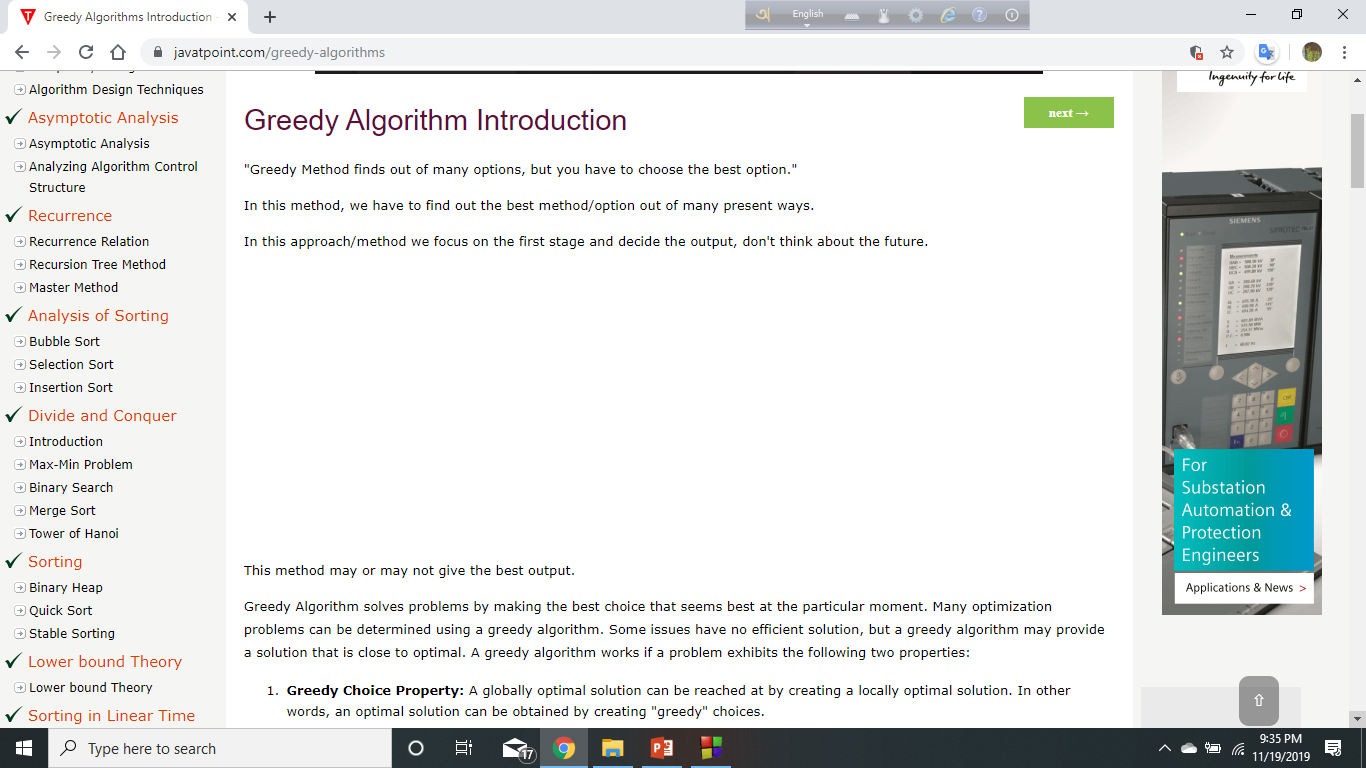 Greedy Algorithms Introduction
English
javatpoint.com/greedy-algorithms
Algorithm Design Techniques
Asymptotic Analysis
Asymptotic Analysis
Analyzing Algorithm Control
Structure
Recurrence
Recurrence Relation
Recursion Tree Method
Master Method
Analysis of Sorting
Bubble Sort
Selection Sort
Insertion Sort
Divide and Conquer
Introduction
Max-Min Problem
Binary Search
Merge Sort
Tower of Hanoi
Sorting
Binary Heap
Quick Sort
Stable Sorting
Lower bound Theory
Lower bound Theory
Sorting in Linear Time
Greedy Algorithm Introduction
next →
"Greedy Method finds out of many options, but you have to choose the best option."
In this method, we have to find out the best method/option out of many present ways.
In this approach/method we focus on the first stage and decide the output, don't think about the future.
This method may or may not give the best output.
Greedy Algorithm solves problems by making the best choice that seems best at the particular moment. Many optimization
problems can be determined using a greedy algorithm. Some issues have no efficient solution, but a greedy algorithm may provide
a solution that is close to optimal. A greedy algorithm works if a problem exhibits the following two properties:
1. Greedy Choice Property: A globally optimal solution can be reached at by creating a locally optimal solution. In other
words, an optimal solution can be obtained by creating "greedy" choices.
Ingenuity for life
SIEMENS
For
Substation
Automation &
Protection
Engineers
Applications & News >
Type here to search
17
9:35 PM
11/19/2019